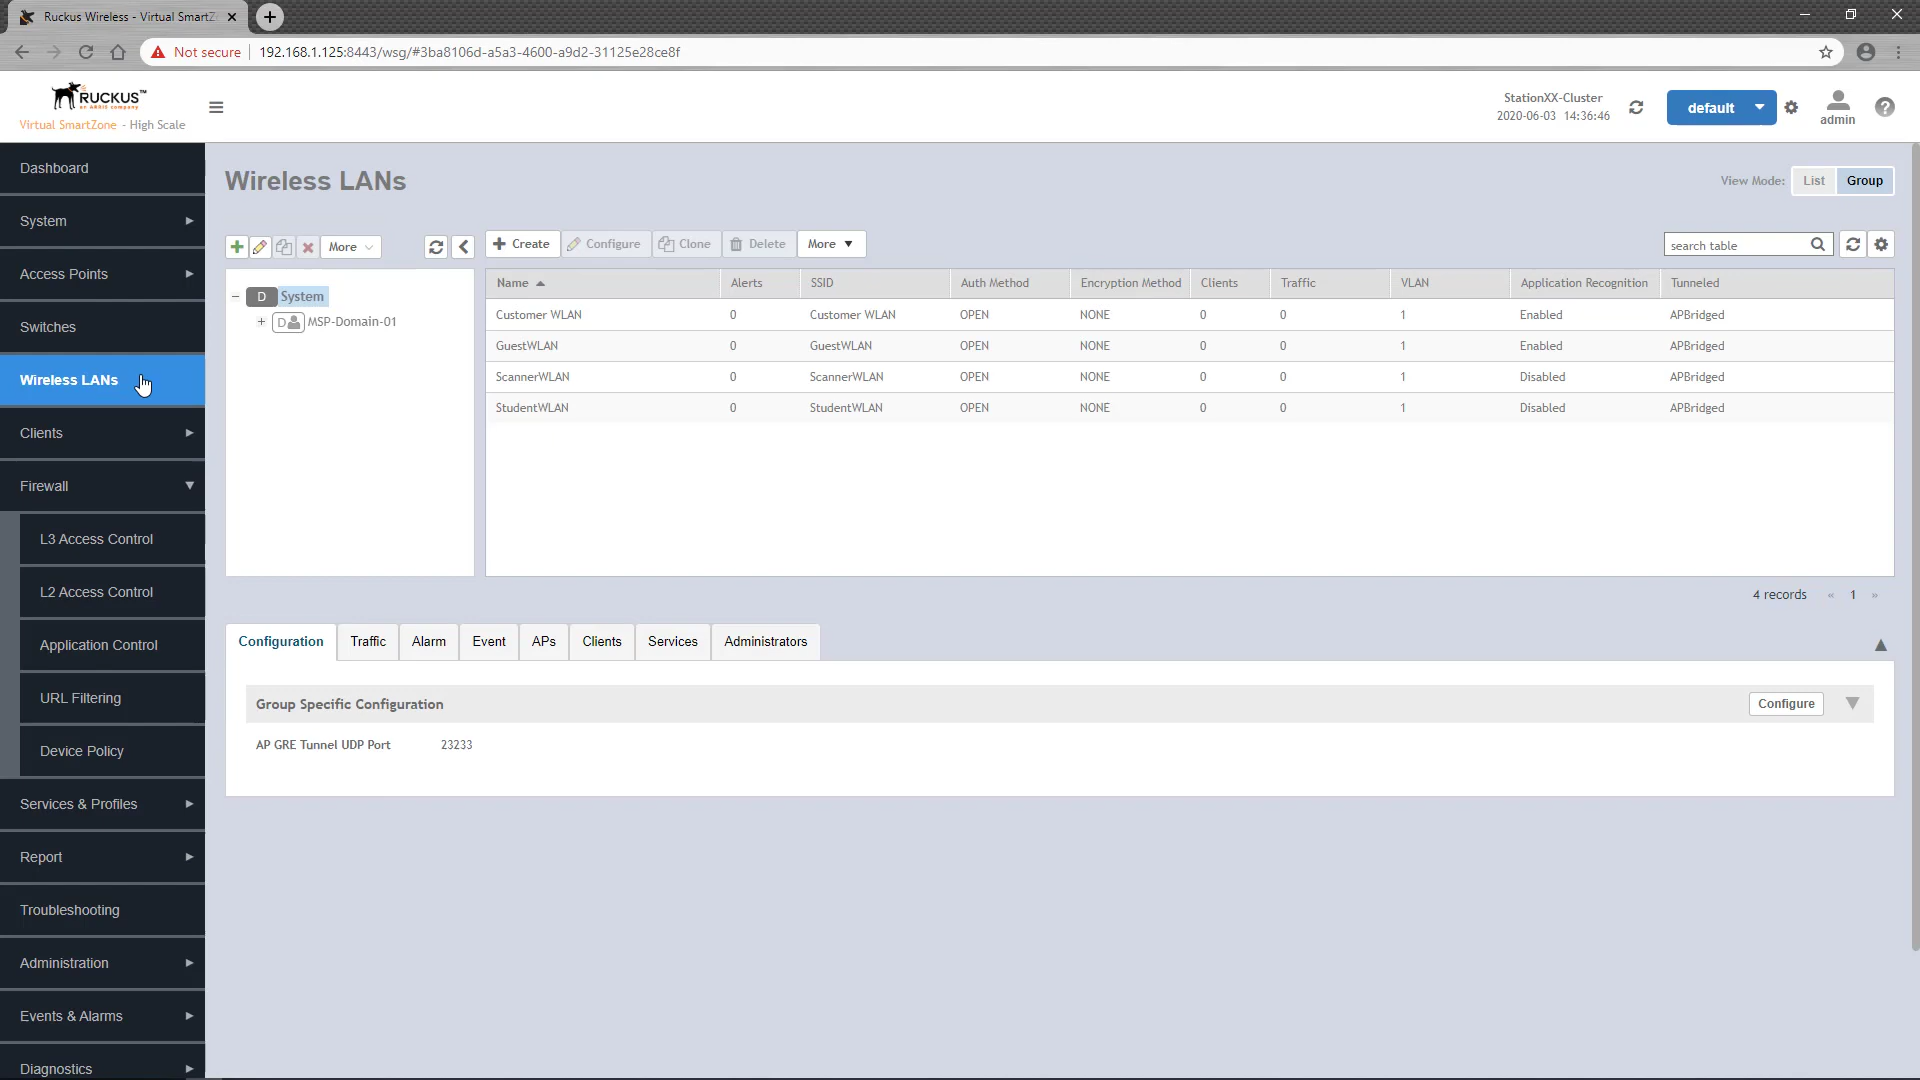 Ruckus Wireless - Virtual SmartZ
Not secure 192.168.1.125:8443/wsg/#3ba8106d-a5a3-4600-a9d2-31125e28ce8f
RUCKUS™
an ARRIS company
Virtual SmartZone - High Scale
StationXX-Cluster
2020-06-03 14:36:46
default
admin
Dashboard
System
Access Points
Switches
Wireless LANs
Clients
Firewall
L3 Access Control
L2 Access Control
Application Control
URL Filtering
Device Policy
Services & Profiles
Report
Troubleshooting
Administration
Events & Alarms
Diagnostics
Wireless LANs
View Mode: List Group
More
D System
D MSP-Domain-01
Create Configure Clone Delete More
search table
Name Alerts SSID Auth Method Encryption Method Clients Traffic VLAN Application Recognition Tunneled
Customer WLAN 0 Customer WLAN OPEN NONE 0 0 1 Enabled APBridged
GuestWLAN 0 GuestWLAN OPEN NONE 0 0 1 Enabled APBridged
ScannerWLAN 0 ScannerWLAN OPEN NONE 0 0 1 Disabled APBridged
StudentWLAN 0 StudentWLAN OPEN NONE 0 0 1 Disabled APBridged
4 records « 1 »
Configuration Traffic Alarm Event APs Clients Services Administrators
Group Specific Configuration Configure
AP GRE Tunnel UDP Port 23233